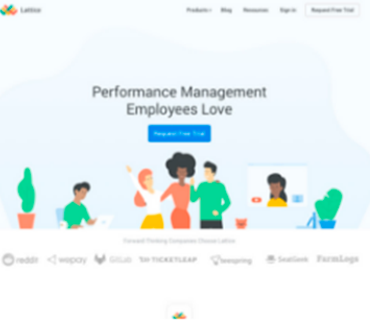 Lattice
Products Blog Resources Sign In Request Free Trial
Performance Management
Employees Love
Request Free Trial
Forward Thinking Companies Choose Lattice
reddit wepay GitLab TICKETLEAP teespring SeatGeek FarmLogs